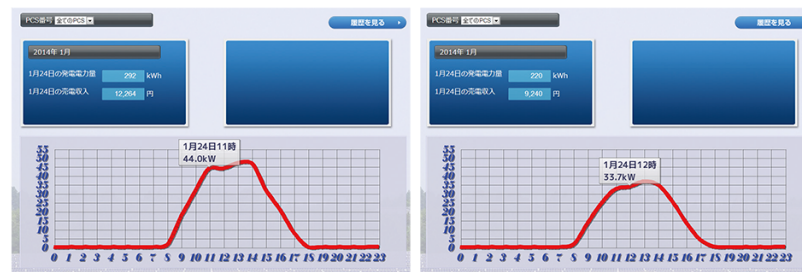 PCS番号 全てのPCS
履歴を見る
2014年 1月
1月24日の発電電力量 292 kWh
1月24日の売電収入 12,264 円
1月24日11時
44.0kW
55
50
45
40
35
30
25
20
15
10
5
0
0 1 2 3 4 5 6 7 8 9 10 11 12 13 14 15 16 17 18 19 20 21 22 23
PCS番号 全てのPCS
履歴を見る
2014年 1月
1月24日の発電電力量 220 kWh
1月24日の売電収入 9,240 円
1月24日12時
33.7kW
55
50
45
40
35
30
25
20
15
10
5
0
0 1 2 3 4 5 6 7 8 9 10 11 12 13 14 15 16 17 18 19 20 21 22 23